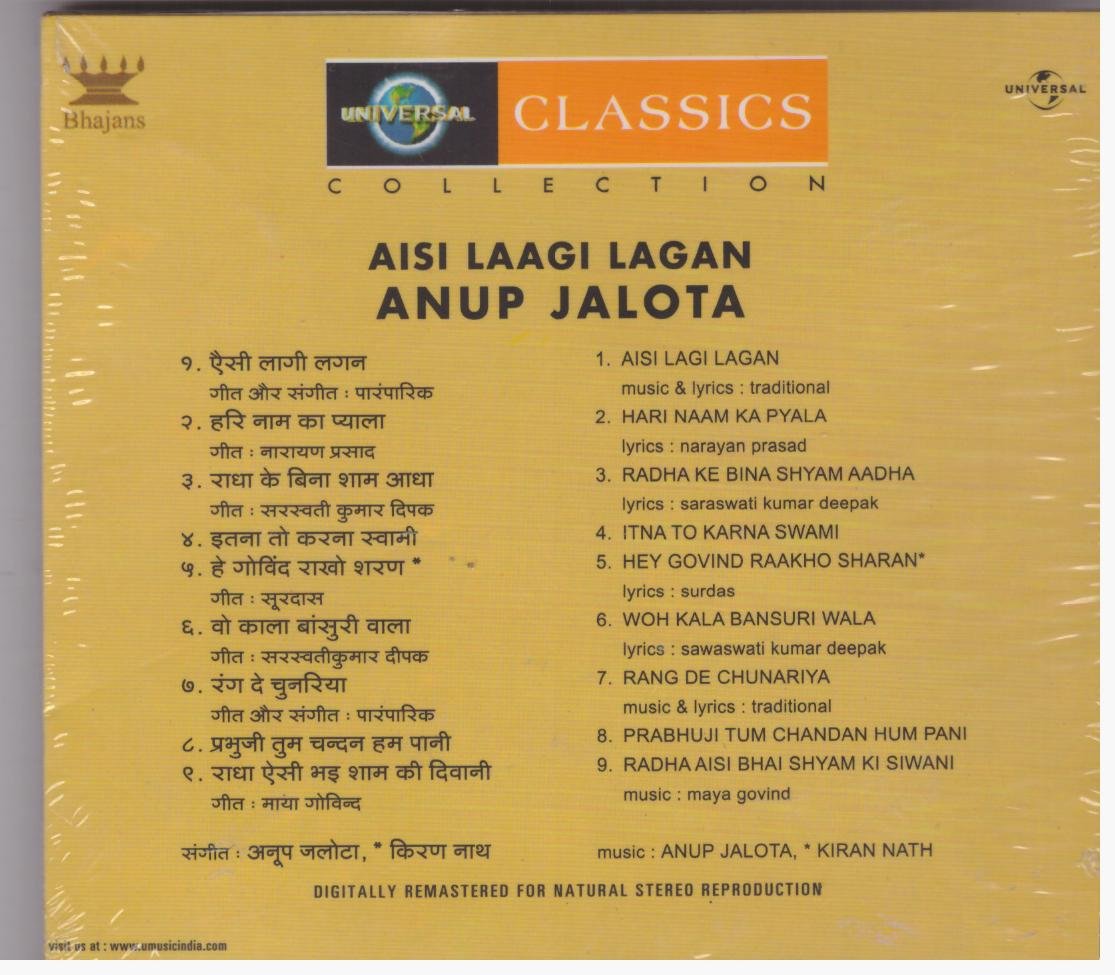 Bhajans
UNIVERSAL
CLASSICS
UNIVERSAL
COLLECTION
AISI LAAGI LAGAN
ANUP JALOTA
१. ऐैसी लागी लगन
गीत और संगीत : पारंपारिक
२. हरि नाम का प्याला
गीत : नारायण प्रसाद
३. राधा के बिना शाम आधा
गीत : सरस्वती कुमार दिपक
४. इतना तो करना स्वामी
५. हे गोविंद राखो शरण *
गीत : सूरदास
६. वो काला बांसुरी वाला
गीत : सरस्वतीकुमार दीपक
७. रंग दे चुनरिया
गीत और संगीत : पारंपारिक
८. प्रभुजी तुम चन्दन हम पानी
९. राधा ऐसी भइ शाम की दिवानी
गीत : माया गोविन्द
संगीत : अनूप जलोटा, * किरण नाथ
1. AISI LAGI LAGAN
music & lyrics : traditional
2. HARI NAAM KA PYALA
lyrics : narayan prasad
3. RADHA KE BINA SHYAM AADHA
lyrics : saraswati kumar deepak
4. ITNA TO KARNA SWAMI
5. HEY GOVIND RAAKHO SHARAN*
lyrics : surdas
6. WOH KALA BANSURI WALA
lyrics : sawaswati kumar deepak
7. RANG DE CHUNARIYA
music & lyrics : traditional
8. PRABHUJI TUM CHANDAN HUM PANI
9. RADHA AISI BHAI SHYAM KI SIWANI
music : maya govind
music : ANUP JALOTA, * KIRAN NATH
DIGITALLY REMASTERED FOR NATURAL STEREO REPRODUCTION
visit us at : www.umusicindia.com